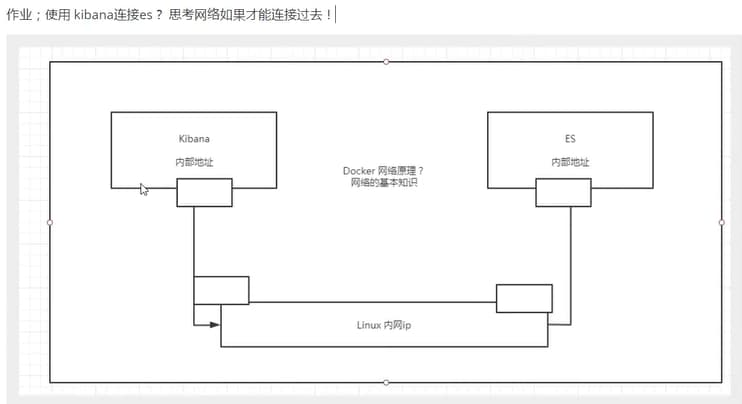 作业；使用 kibana连接es？ 思考网络如果才能连接过去！
Kibana
内部地址
ES
内部地址
Docker 网络原理？
网络的基本知识
Linux 内网ip